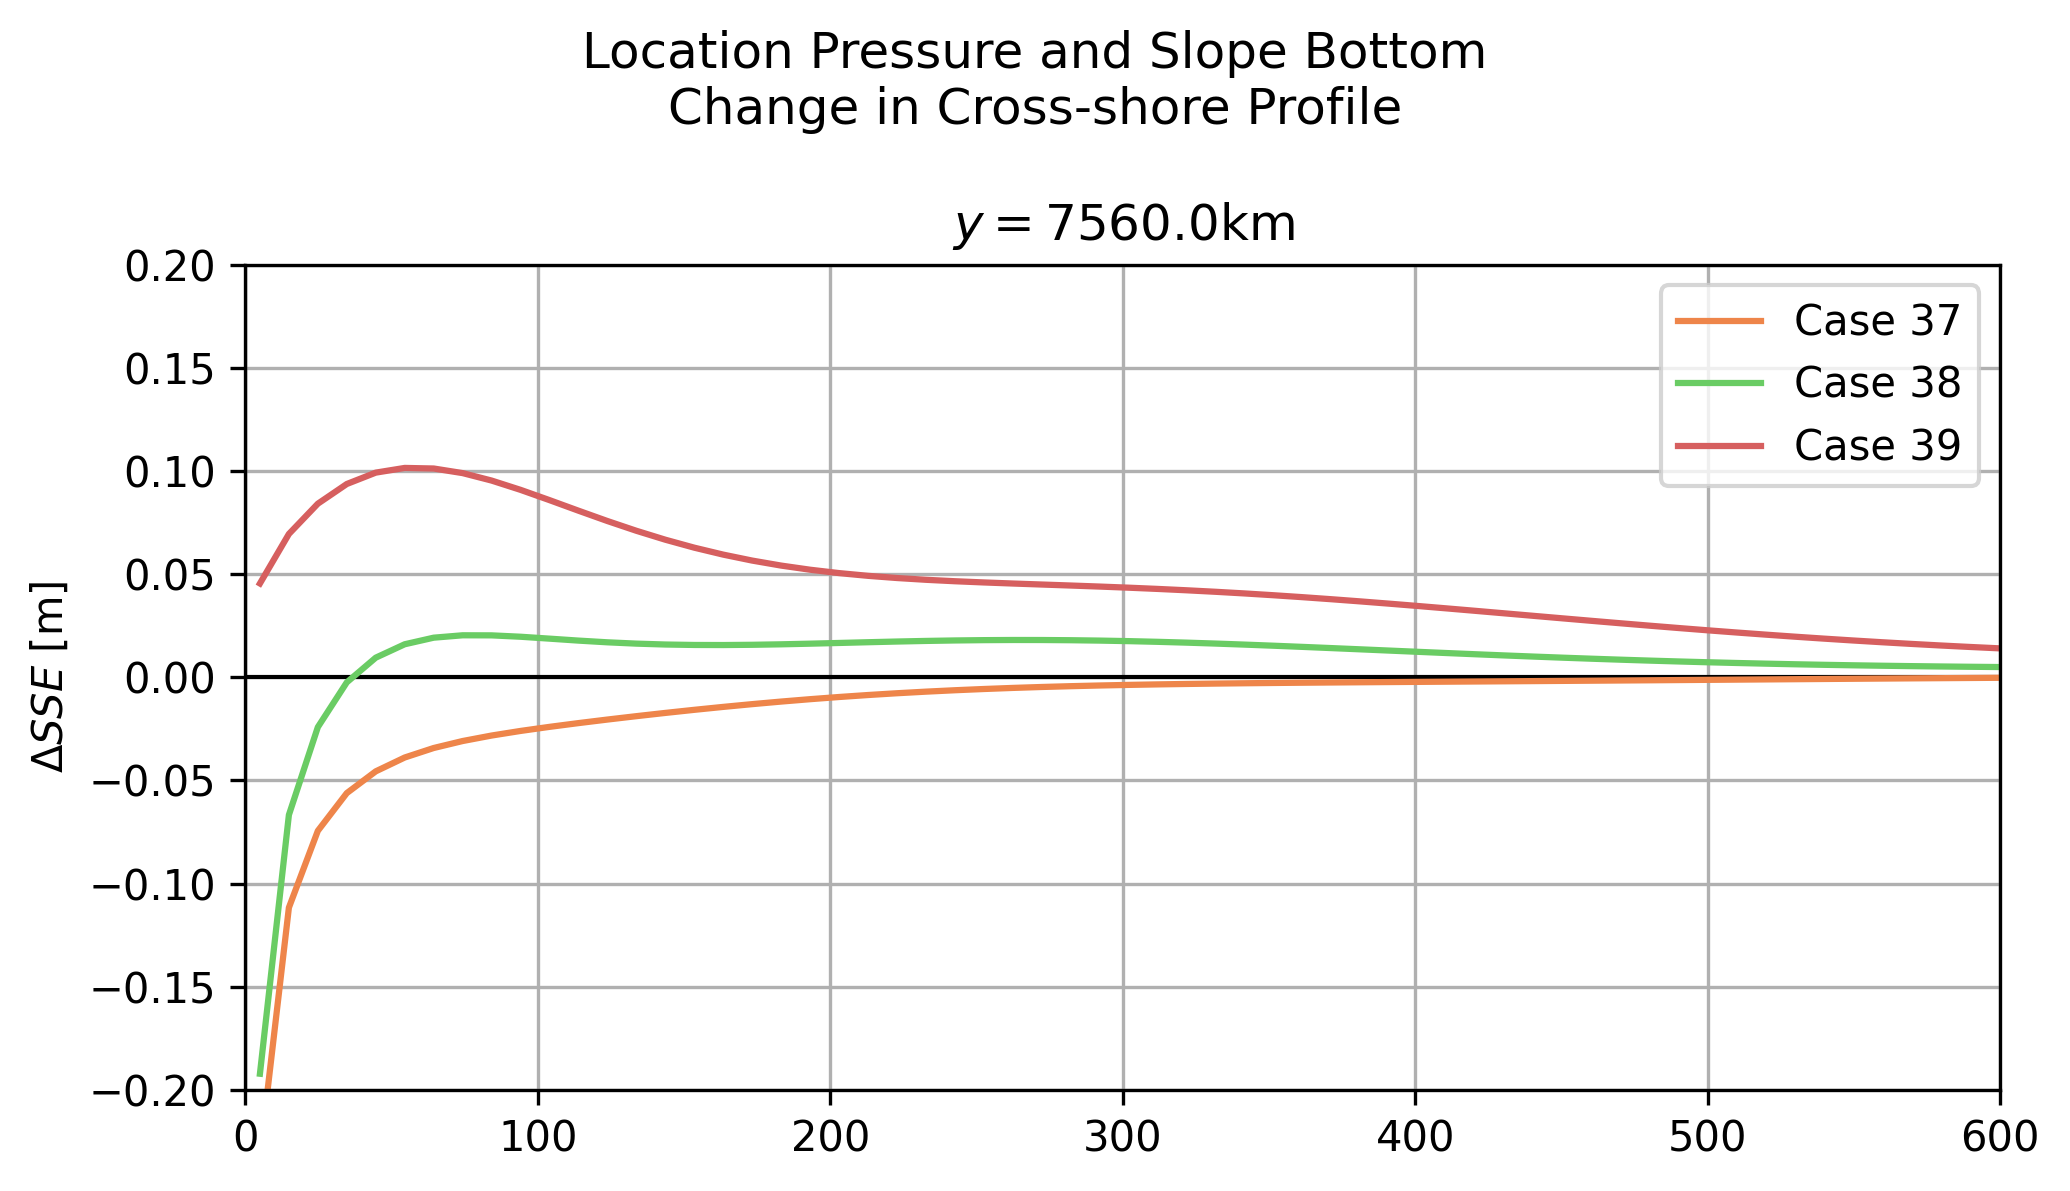 Location Pressure and Slope Bottom
Change in Cross-shore Profile
y = 7560.0km
0.20
0.15
0.10
0.05
0.00
−0.05
−0.10
−0.15
−0.20
ΔSSE [m]
Case 37
Case 38
Case 39
0 100 200 300 400 500 600